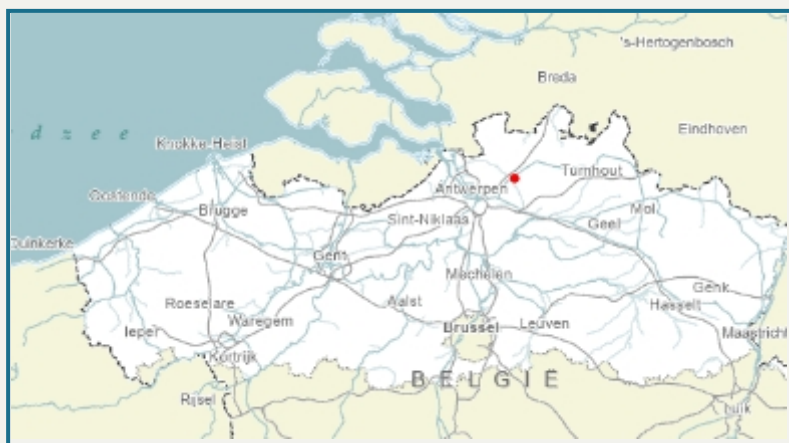 's-Hertogenbosch
Breda
Eindhoven
d z e e
Knokke-Heist
Turnhout
Antwerpen
Oostende
Brugge
Sint-Niklaas
Mol
Geel
Duinkerke
Gent
Mechelen
Genk
Roeselare
Aalst
Hasselt
Waregem
Brussel
Leuven
Ieper
Maastricht
Kortrijk
BELGIË
Rijsel
Luik